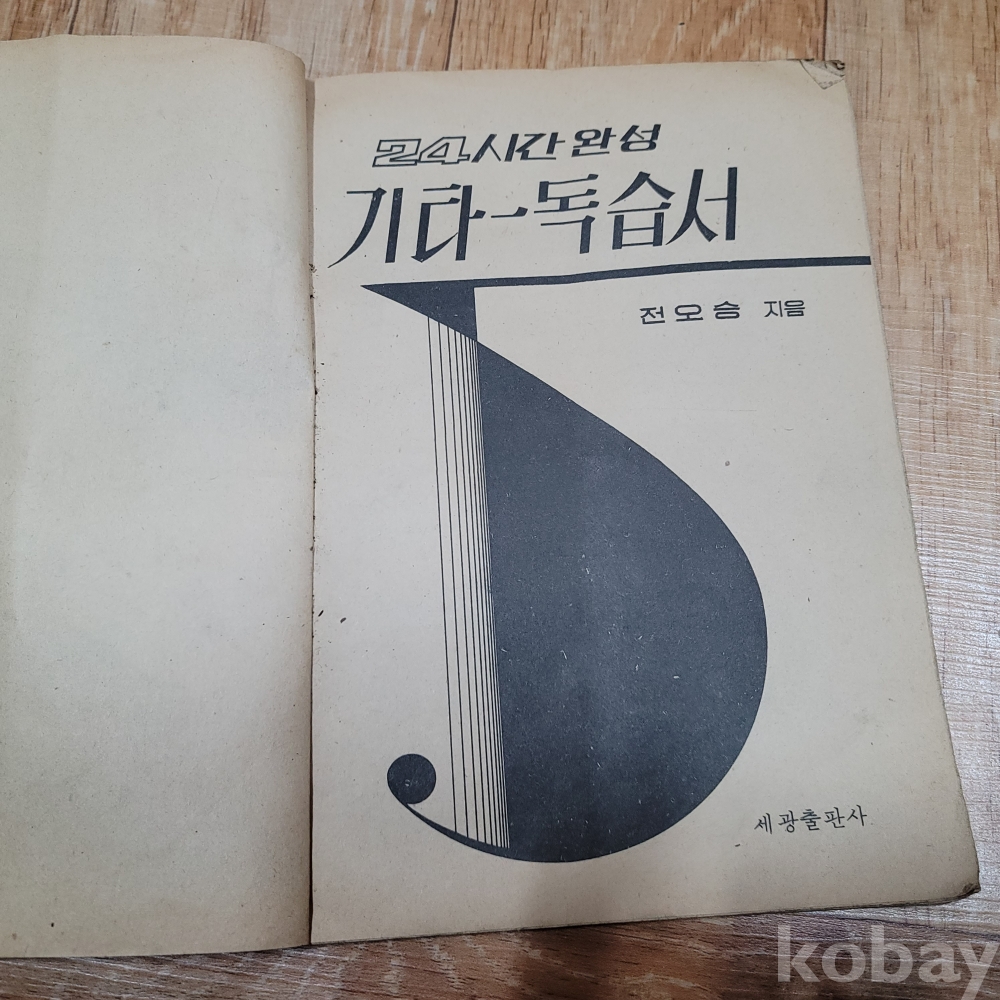 24시간완성
기타ー독습서
전오승 지음
세광출판사
kobay